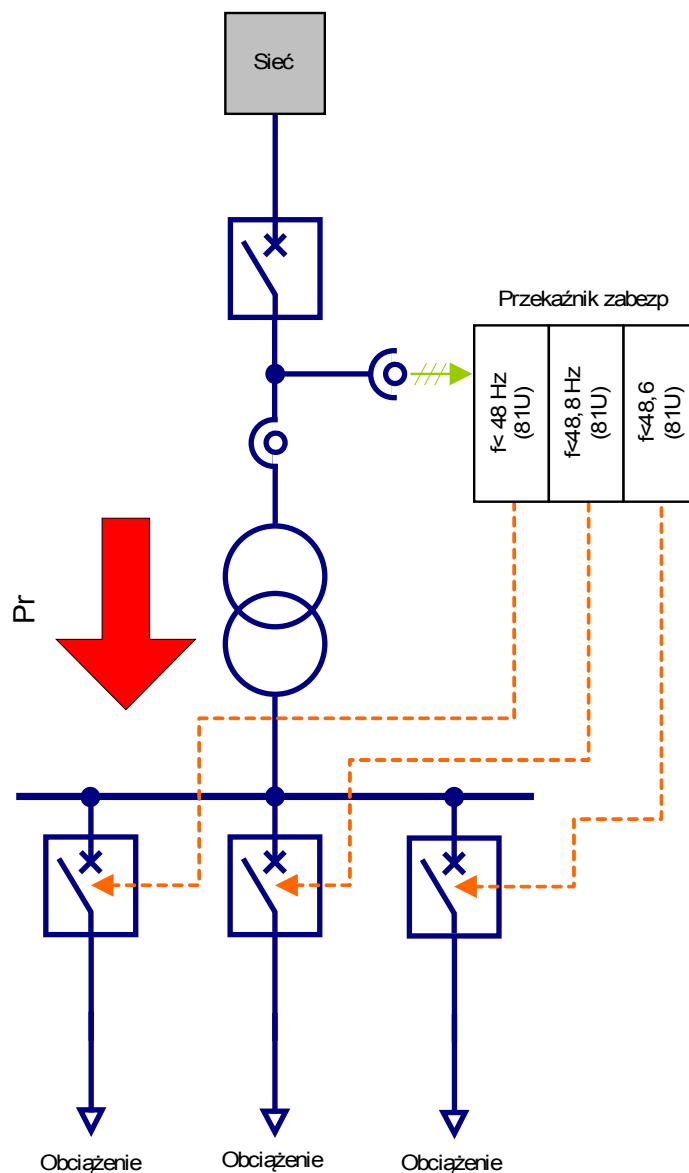 Sieć
Przekaźnik zabezp
f< 48 Hz
(81U)
f<48,8 Hz
(81U)
f<48,6
(81U)
Pr
Obciążenie
Obciążenie
Obciążenie